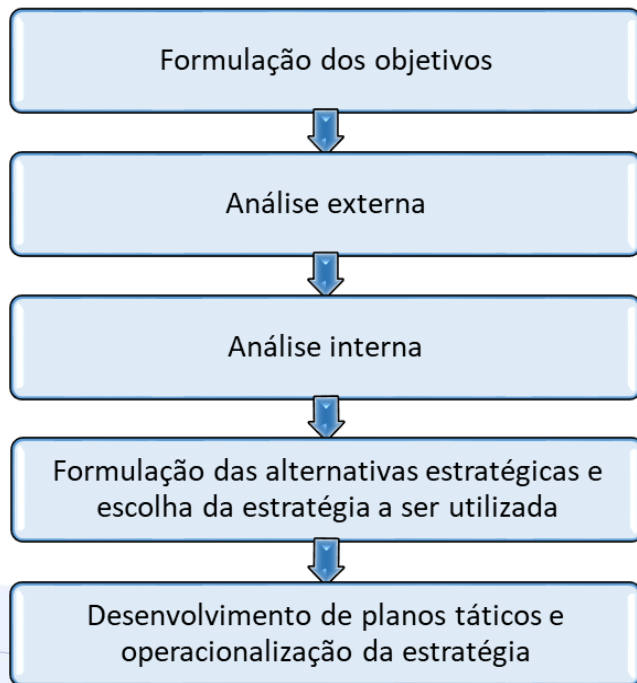 Formulação dos objetivos
Análise externa
Análise interna
Formulação das alternativas estratégicas e
escolha da estratégia a ser utilizada
Desenvolvimento de planos táticos e
operacionalização da estratégia